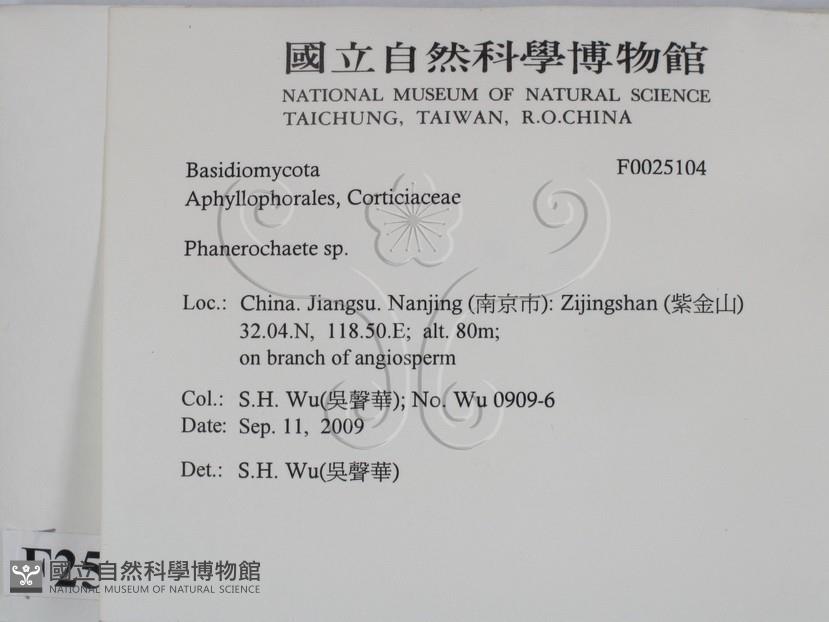 國立自然科學博物館
NATIONAL MUSEUM OF NATURAL SCIENCE
TAICHUNG, TAIWAN, R.O.CHINA
Basidiomycota F0025104
Aphyllophorales, Corticiaceae
Phanerochaete sp.
Loc.: China. Jiangsu. Nanjing (南京市): Zijingshan (紫金山)
32.04.N, 118.50.E; alt. 80m;
on branch of angiosperm
Col.: S.H. Wu(吳聲華); No. Wu 0909-6
Date: Sep. 11, 2009
Det.: S.H. Wu(吳聲華)
F25
國立自然科學博物館
NATIONAL MUSEUM OF NATURAL SCIENCE